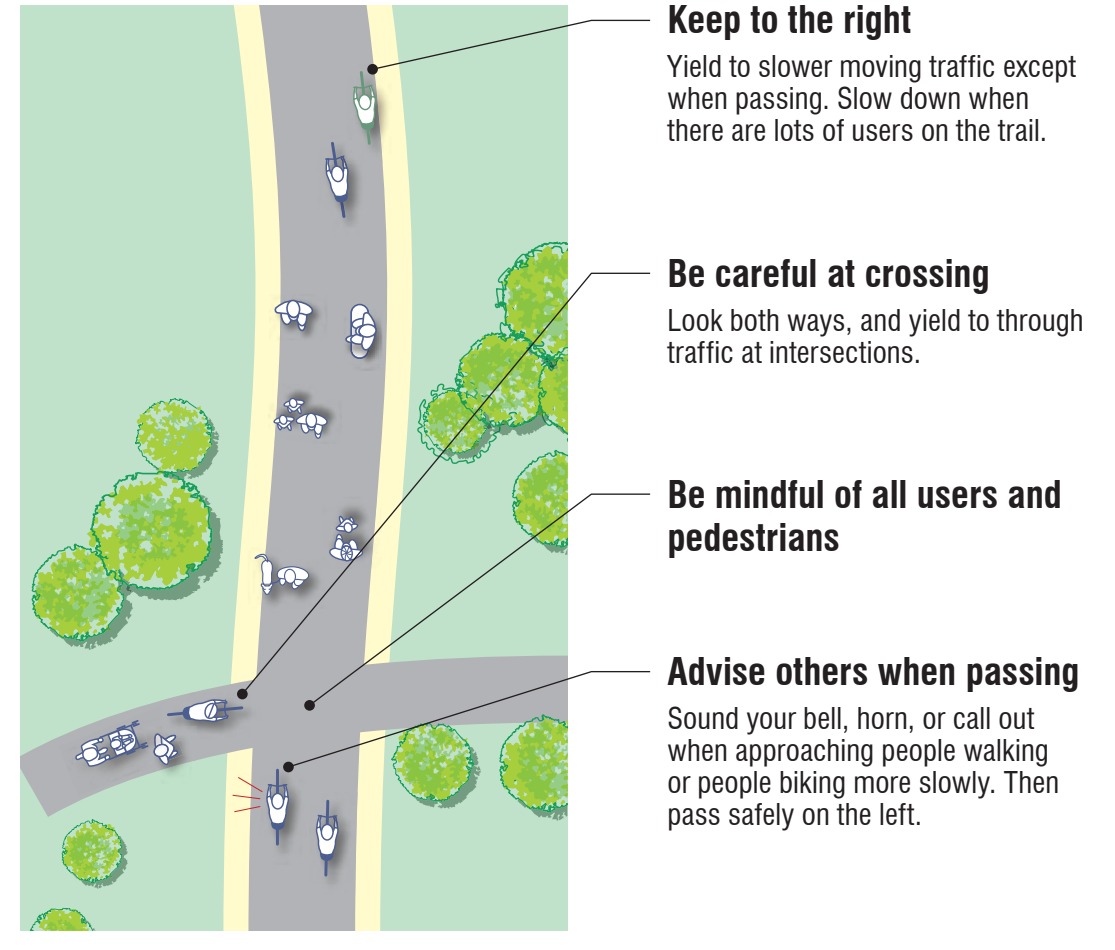 Keep to the right
Yield to slower moving traffic except
when passing. Slow down when
there are lots of users on the trail.
Be careful at crossing
Look both ways, and yield to through
traffic at intersections.
Be mindful of all users and
pedestrians
Advise others when passing
Sound your bell, horn, or call out
when approaching people walking
or people biking more slowly. Then
pass safely on the left.